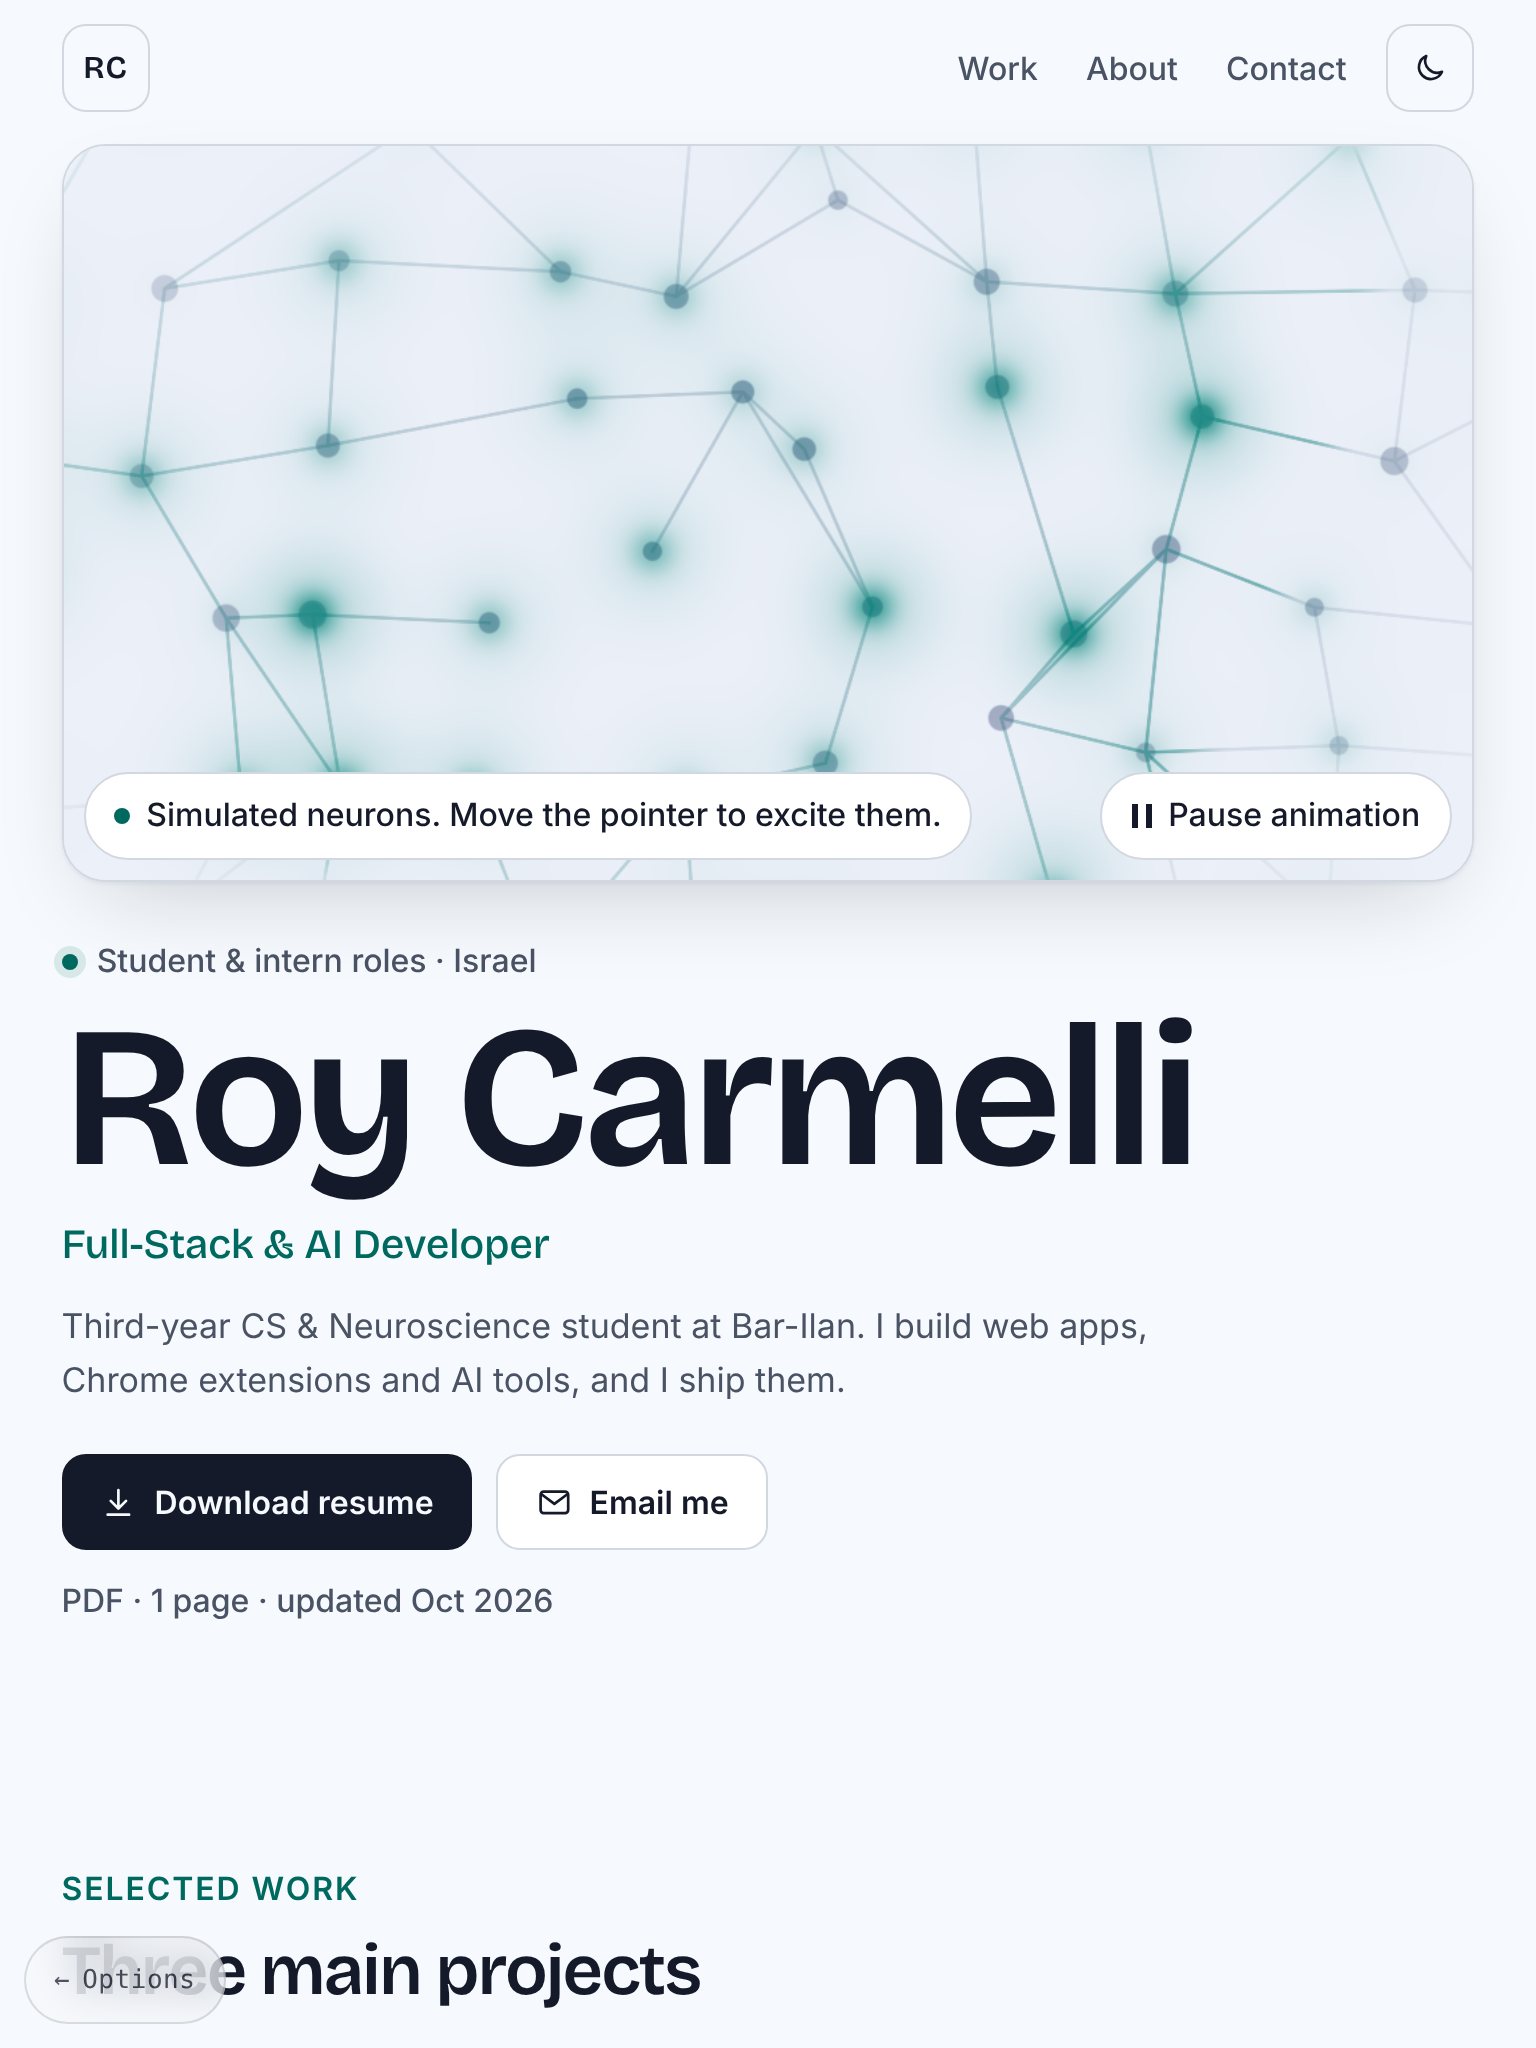 RC
Work About Contact
Simulated neurons. Move the pointer to excite them.
Pause animation
Student & intern roles · Israel
Roy Carmelli
Full-Stack & AI Developer
Third-year CS & Neuroscience student at Bar-Ilan. I build web apps,
Chrome extensions and AI tools, and I ship them.
Download resume
Email me
PDF · 1 page · updated Oct 2026
SELECTED WORK
Three main projects
← Options